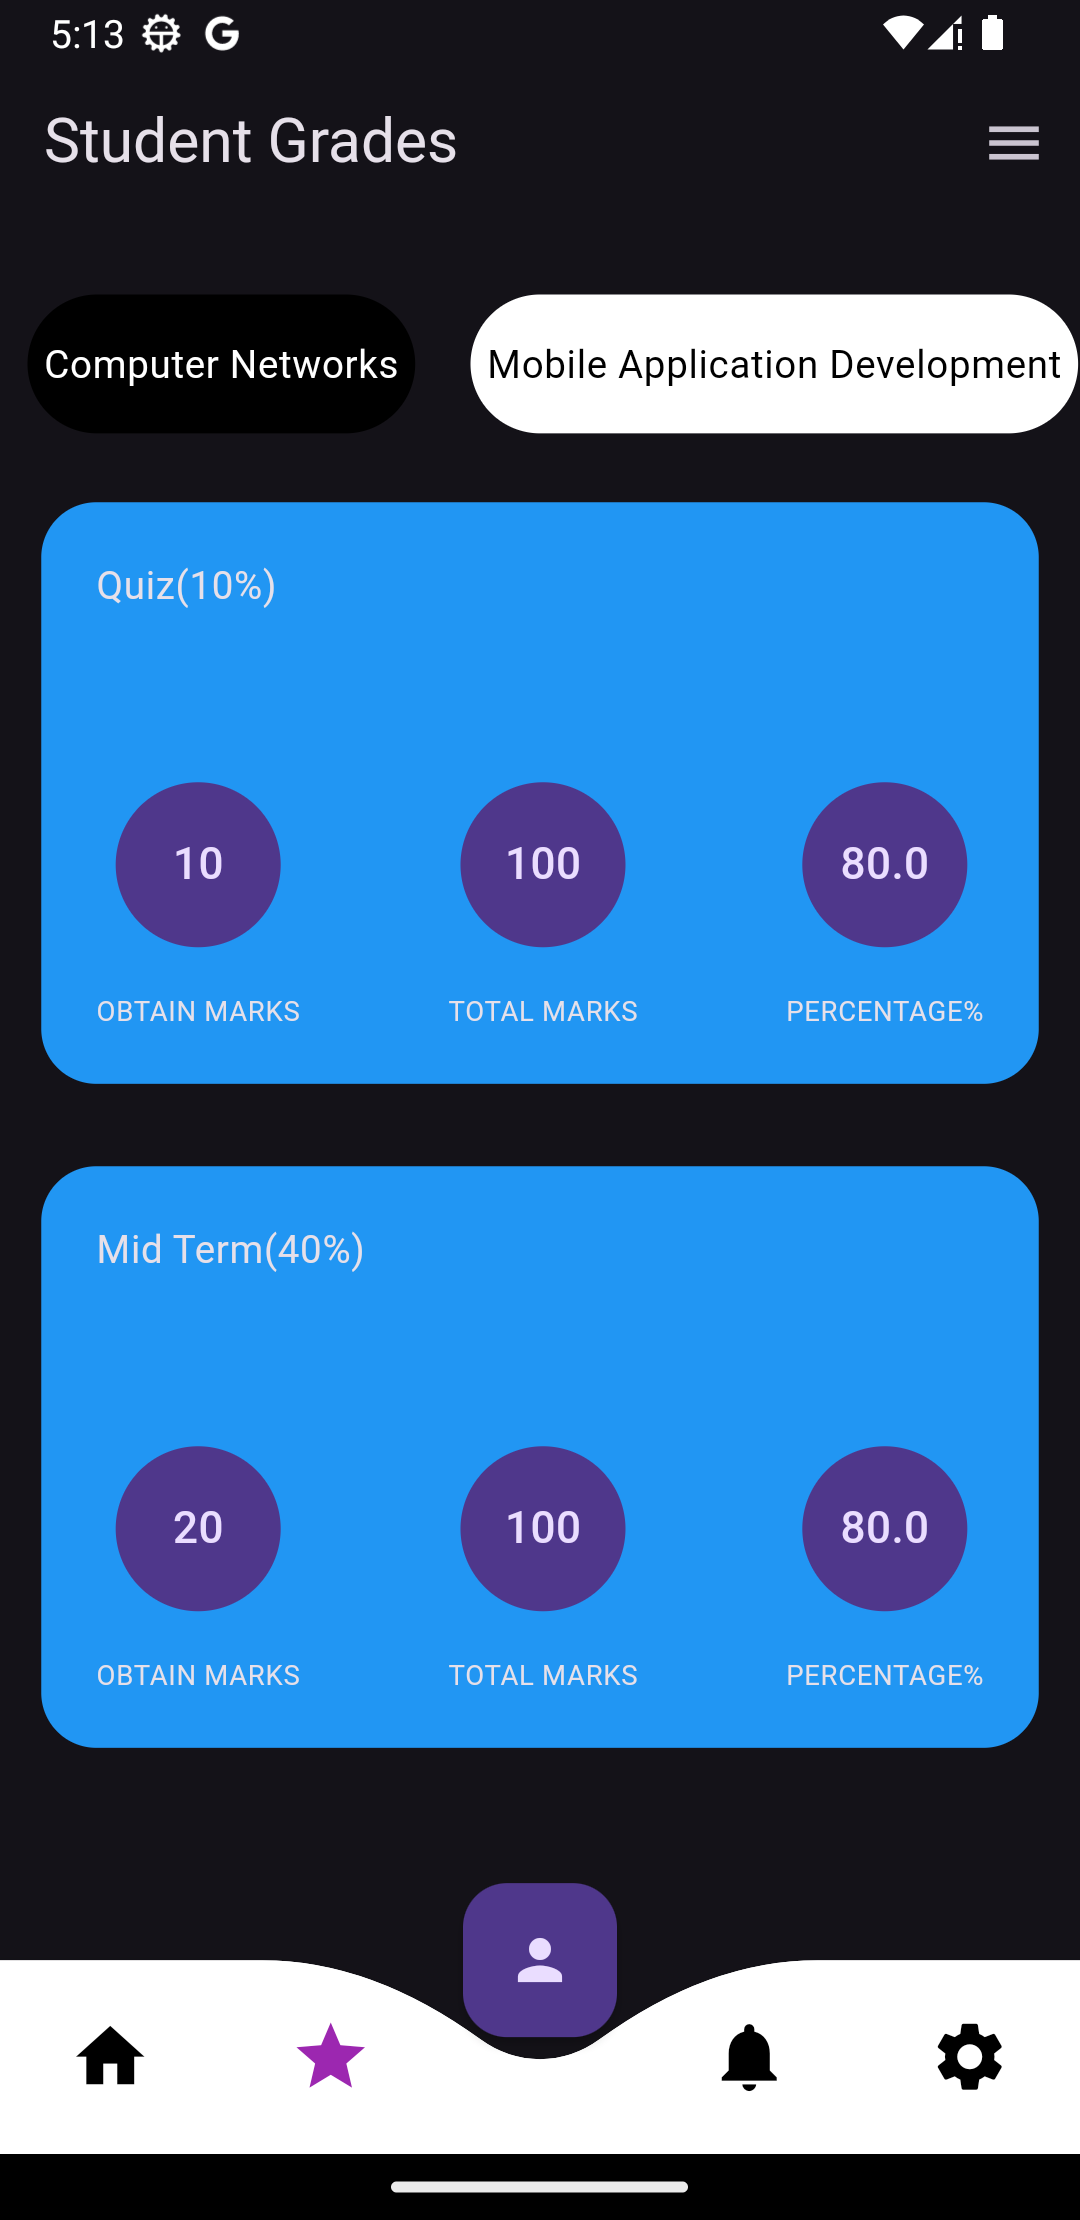 5:13
Student Grades
Computer Networks
Mobile Application Development
Quiz(10%)
10 100 80.0
OBTAIN MARKS TOTAL MARKS PERCENTAGE%
Mid Term(40%)
20 100 80.0
OBTAIN MARKS TOTAL MARKS PERCENTAGE%